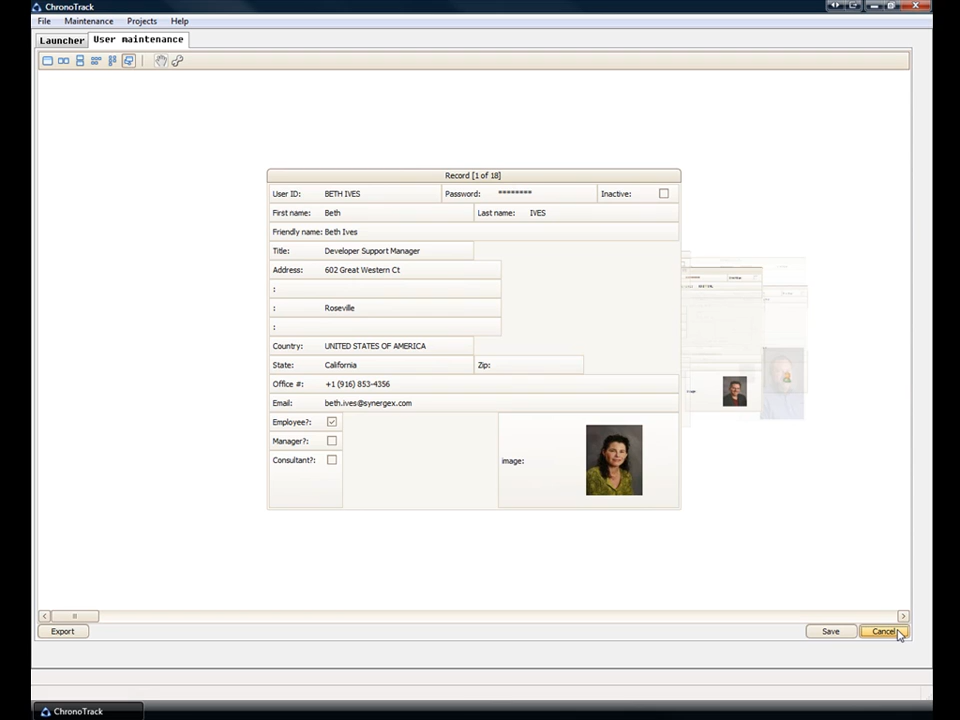 ChronoTrack
File Maintenance Projects Help
Launcher User maintenance
Record [1 of 18]
User ID: BETH IVES Password: ******** Inactive:
First name: Beth Last name: IVES
Friendly name: Beth Ives
Title: Developer Support Manager
Address: 602 Great Western Ct
:
: Roseville
:
Country: UNITED STATES OF AMERICA
State: California Zip:
Office #: +1 (916) 853-4356
Email: beth.ives@synergex.com
Employee?:
Manager?:
Consultant?: image:
Export Save Cancel
ChronoTrack